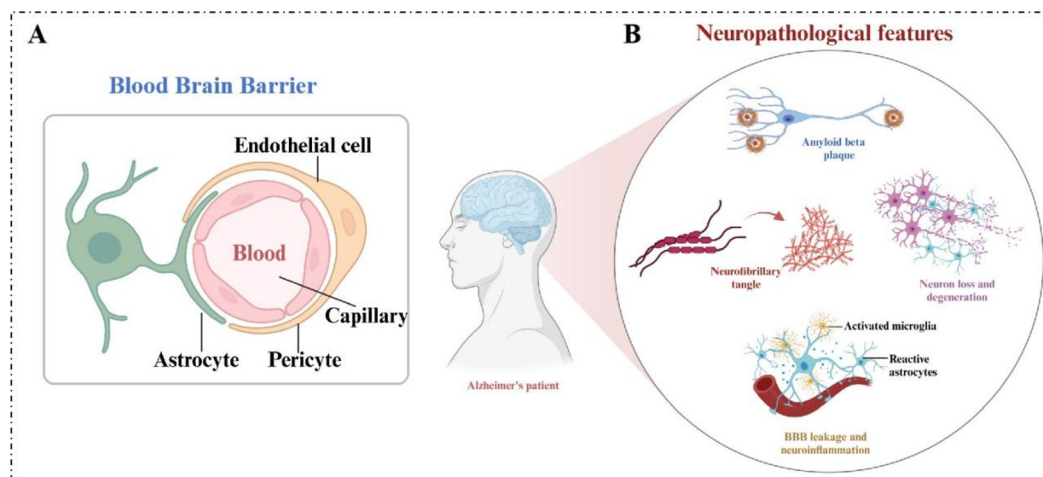 A
Blood Brain Barrier
Endothelial cell
Blood
Capillary
Astrocyte
Pericyte
Alzheimer's patient
B
Neuropathological features
Amyloid beta
plaque
Neurofibrillary
tangle
Neuron loss and
degeneration
Activated microglia
Reactive
astrocytes
BBB leakage and
neuroinflammation